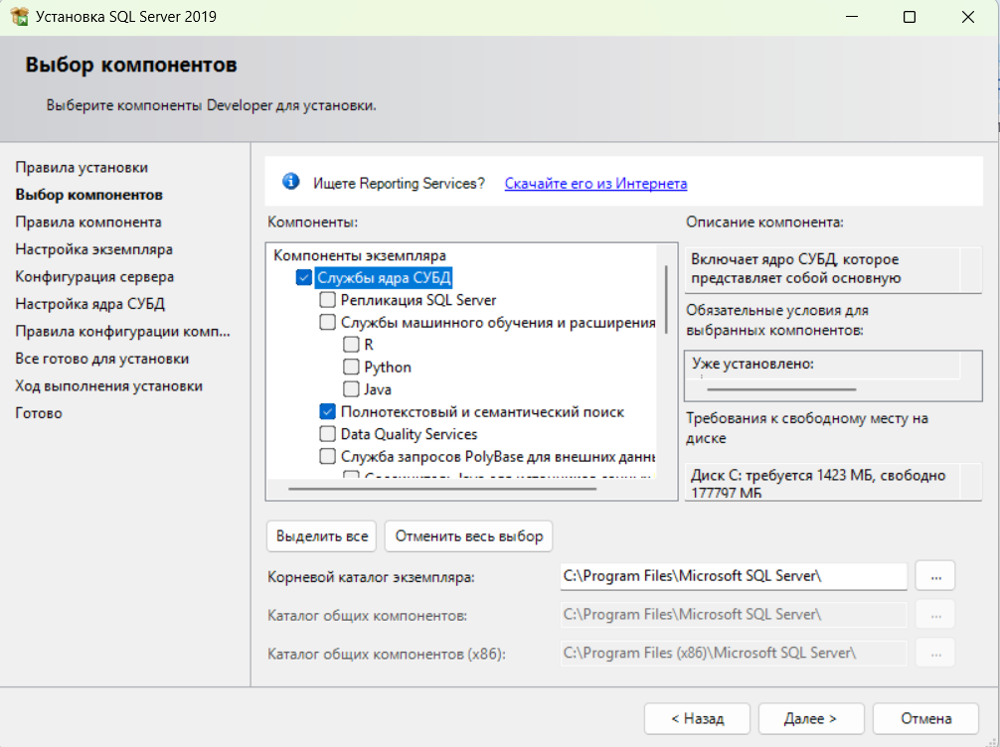 Установка SQL Server 2019
Выбор компонентов
Выберите компоненты Developer для установки.
Правила установки
Выбор компонентов
Правила компонента
Настройка экземпляра
Конфигурация сервера
Настройка ядра СУБД
Правила конфигурации комп...
Все готово для установки
Ход выполнения установки
Готово
Ищете Reporting Services? Скачайте его из Интернета
Компоненты:
Компоненты экземпляра
Службы ядра СУБД
Репликация SQL Server
Службы машинного обучения и расширения
R
Python
Java
Полнотекстовый и семантический поиск
Data Quality Services
Служба запросов PolyBase для внешних данн
Описание компонента:
Включает ядро СУБД, которое
представляет собой основную
Обязательные условия для
выбранных компонентов:
Уже установлено:
Требования к свободному месту на
диске
Диск C: требуется 1423 МБ, свободно
177797 МБ
Выделить все
Отменить весь выбор
Корневой каталог экземпляра: C:\Program Files\Microsoft SQL Server\ ...
Каталог общих компонентов: C:\Program Files\Microsoft SQL Server\ ...
Каталог общих компонентов (x86): C:\Program Files (x86)\Microsoft SQL Server\ ...
< Назад
Далее >
Отмена